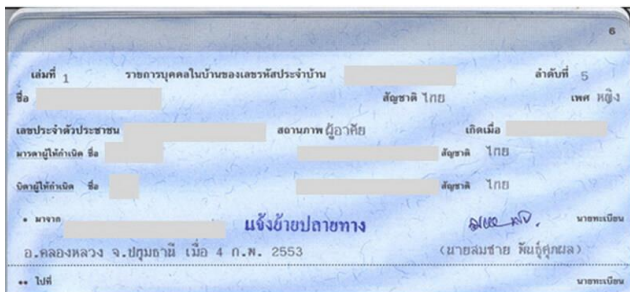 6
เล่มที่ 1 รายการบุคคลในบ้านของเลขรหัสประจำบ้าน ลำดับที่ 5
ชื่อ สัญชาติ ไทย เพศ หญิง
เลขประจำตัวประชาชน สถานภาพ ผู้อาศัย เกิดเมื่อ
มารดาผู้ให้กำเนิด ชื่อ สัญชาติ ไทย
บิดาผู้ให้กำเนิด ชื่อ สัญชาติ ไทย
* มาจาก แจ้งย้ายปลายทาง นายทะเบียน
อ.คลองหลวง จ.ปทุมธานี เมื่อ 4 ก.พ. 2553 (นายสมชาย พันธุ์ศุภผล)
** ไปที่ นายทะเบียน